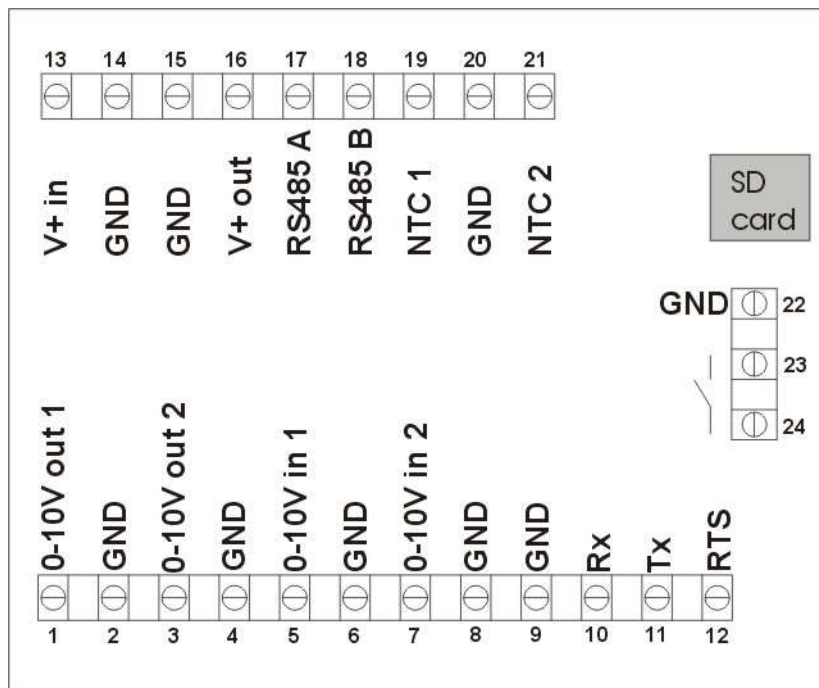 13 14 15 16 17 18 19 20 21
V+ in
GND
GND
V+ out
RS485 A
RS485 B
NTC 1
GND
NTC 2
SD
card
GND 22
23
24
0-10V out 1
GND
0-10V out 2
GND
0-10V in 1
GND
0-10V in 2
GND
GND
Rx
Tx
RTS
1 2 3 4 5 6 7 8 9 10 11 12